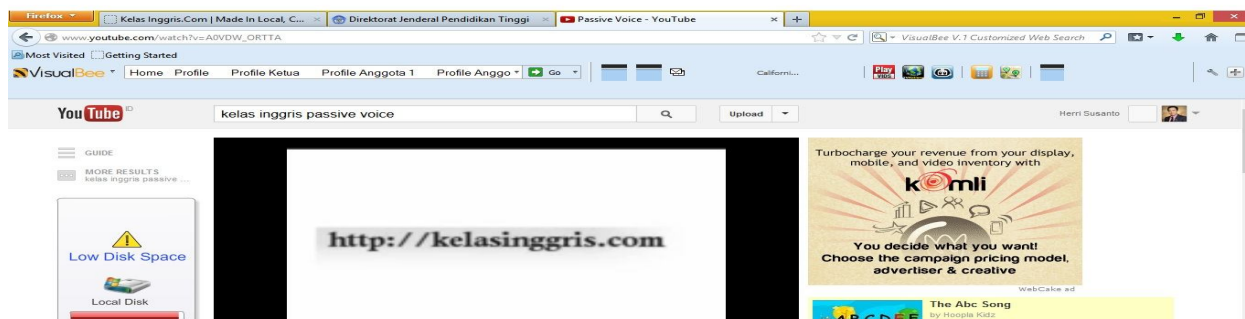 Firefox
Kelas Inggris.Com | Made In Local, C...
Direktorat Jenderal Pendidikan Tinggi
Passive Voice - YouTube
www.youtube.com/watch?v=A0VDW_ORTTA
VisualBee V.1 Customized Web Search
Most Visited Getting Started
VisualBee Home Profile Profile Ketua Profile Anggota 1 Profile Anggo Go Californi... Play VIDS
YouTube ID kelas inggris passive voice Upload Herri Susanto
GUIDE
MORE RESULTS
kelas inggris passive ...
Low Disk Space
Local Disk
http://kelasinggris.com
Turbocharge your revenue from your display,
mobile, and video inventory with
komli
You decide what you want!
Choose the campaign pricing model,
advertiser & creative
WebCake ad
The Abc Song
by Hoopla Kidz